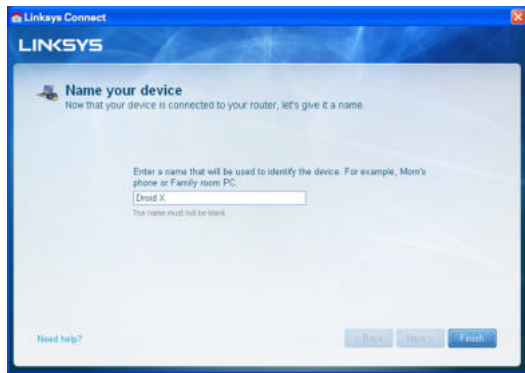 Linksys Connect
LINKSYS
Name your device
Now that your device is connected to your router, let's give it a name.
Enter a name that will be used to identify the device. For example, Mom's
phone or Family room PC.
Droid X
The name must not be blank
Need help?
< Back Next > Finish